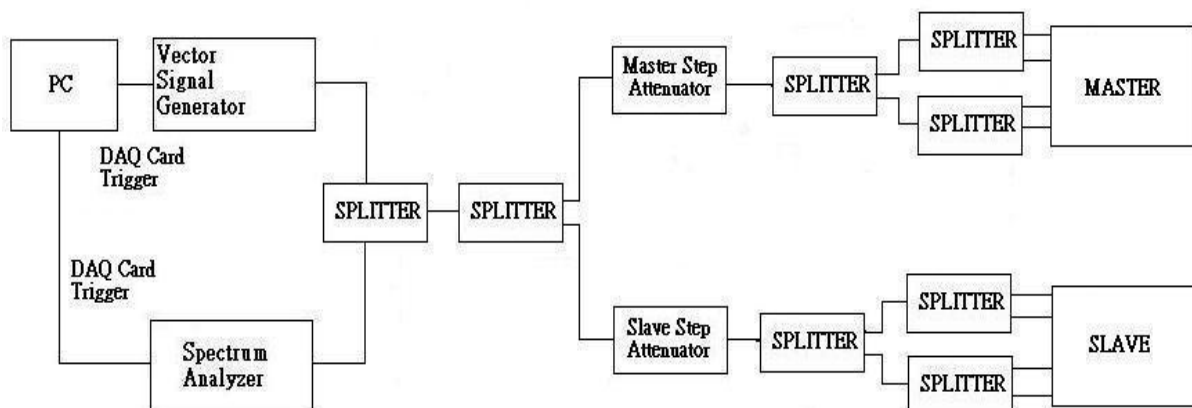 PC
Vector
Signal
Generator
DAQ Card
Trigger
DAQ Card
Trigger
Spectrum
Analyzer
SPLITTER
SPLITTER
Master Step
Attenuator
SPLITTER
SPLITTER
SPLITTER
MASTER
Slave Step
Attenuator
SPLITTER
SPLITTER
SPLITTER
SLAVE